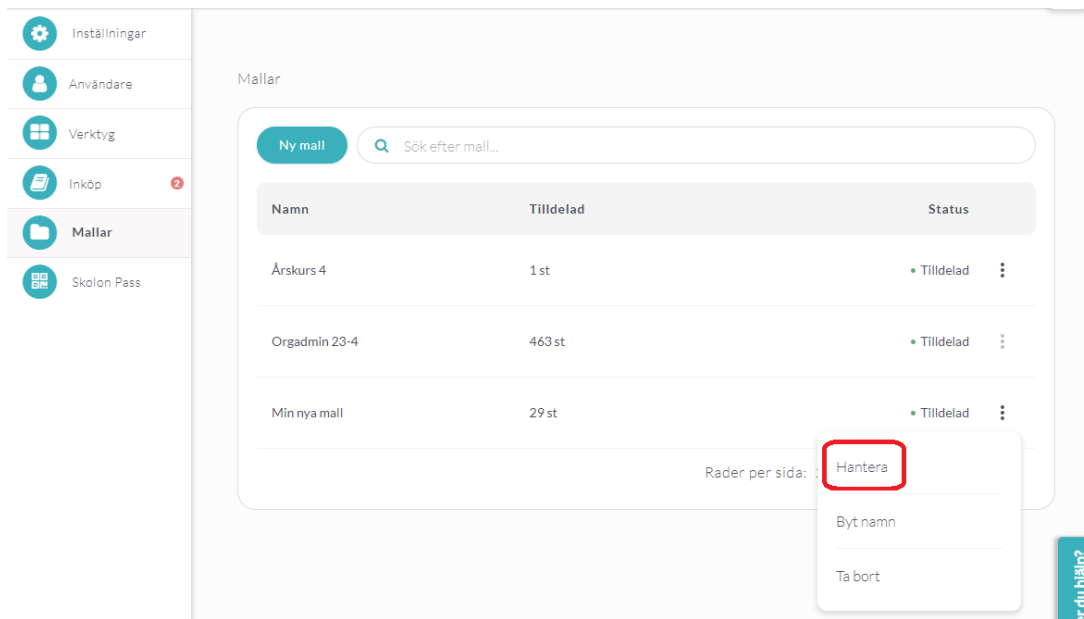 Inställningar
Användare
Verktyg
Inköp 2
Mallar
Skolon Pass
Mallar
Ny mall Sök efter mall...
Namn Tilldelad Status
Årskurs 4 1 st Tilldelad
Orgadmin 23-4 463 st Tilldelad
Min nya mall 29 st Tilldelad
Rader per sida:
Hantera
Byt namn
Ta bort
du hjälp?